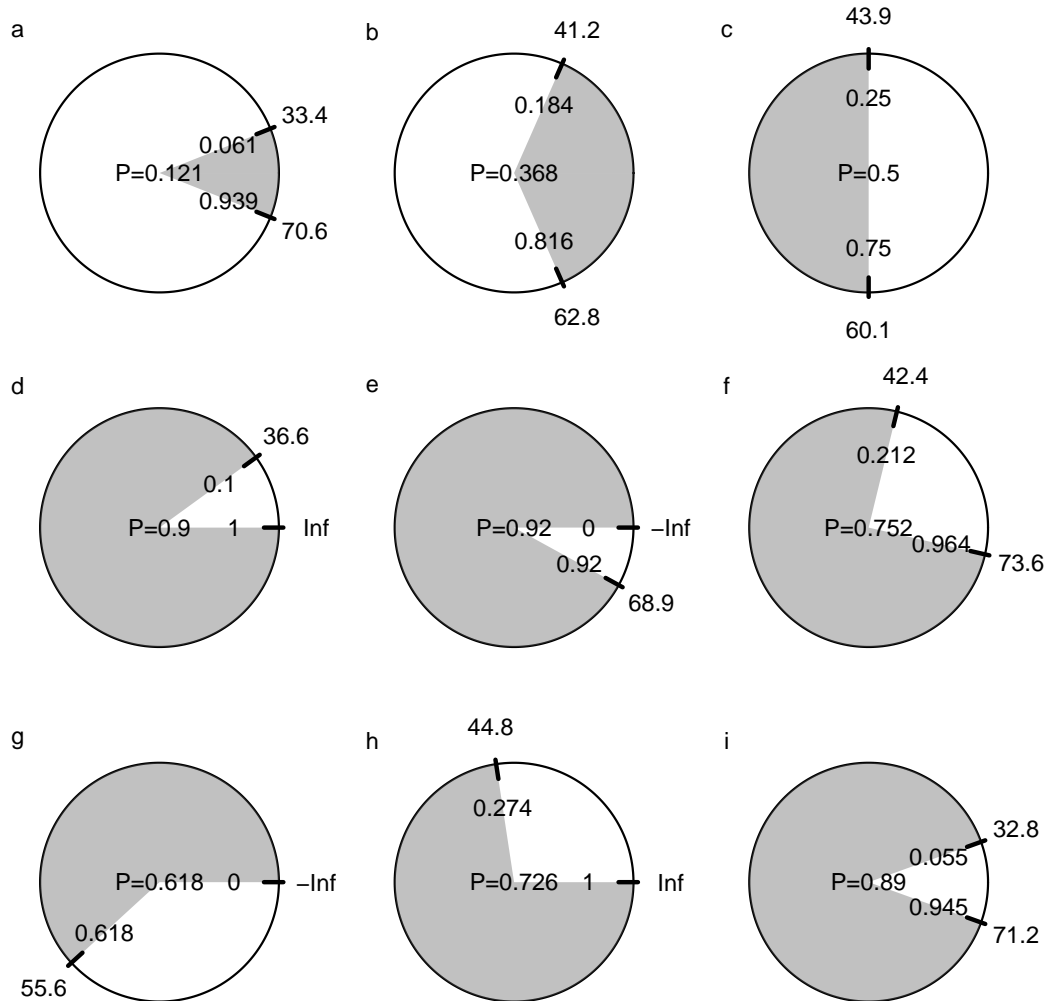 a
33.4
0.061
P=0.121
0.939
70.6
b
41.2
0.184
P=0.368
0.816
62.8
c
43.9
0.25
P=0.5
0.75
60.1
d
36.6
0.1
P=0.9 1 Inf
e
P=0.92 0 −Inf
0.92
68.9
f
42.4
0.212
P=0.752
0.964
73.6
g
P=0.618 0 −Inf
0.618
55.6
h
44.8
0.274
P=0.726 1 Inf
i
32.8
0.055
P=0.89
0.945
71.2